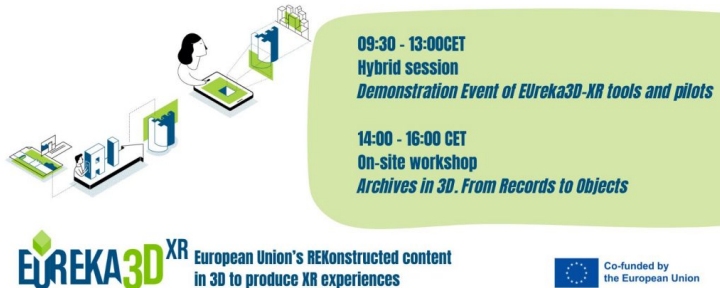 09:30 - 13:00CET
Hybrid session
Demonstration Event of EUreka3D-XR tools and pilots
14:00 - 16:00 CET
On-site workshop
Archives in 3D. From Records to Objects
EUREKA3DXR
European Union's REKonstructed content
in 3D to produce XR experiences
Co-funded by
the European Union